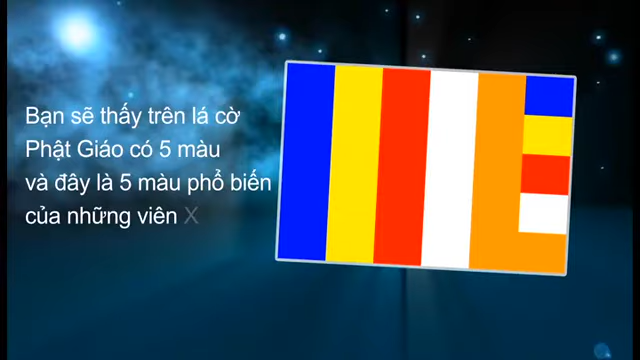 Bạn sẽ thấy trên lá cờ
Phật Giáo có 5 màu
và đây là 5 màu phổ biến
của những viên X